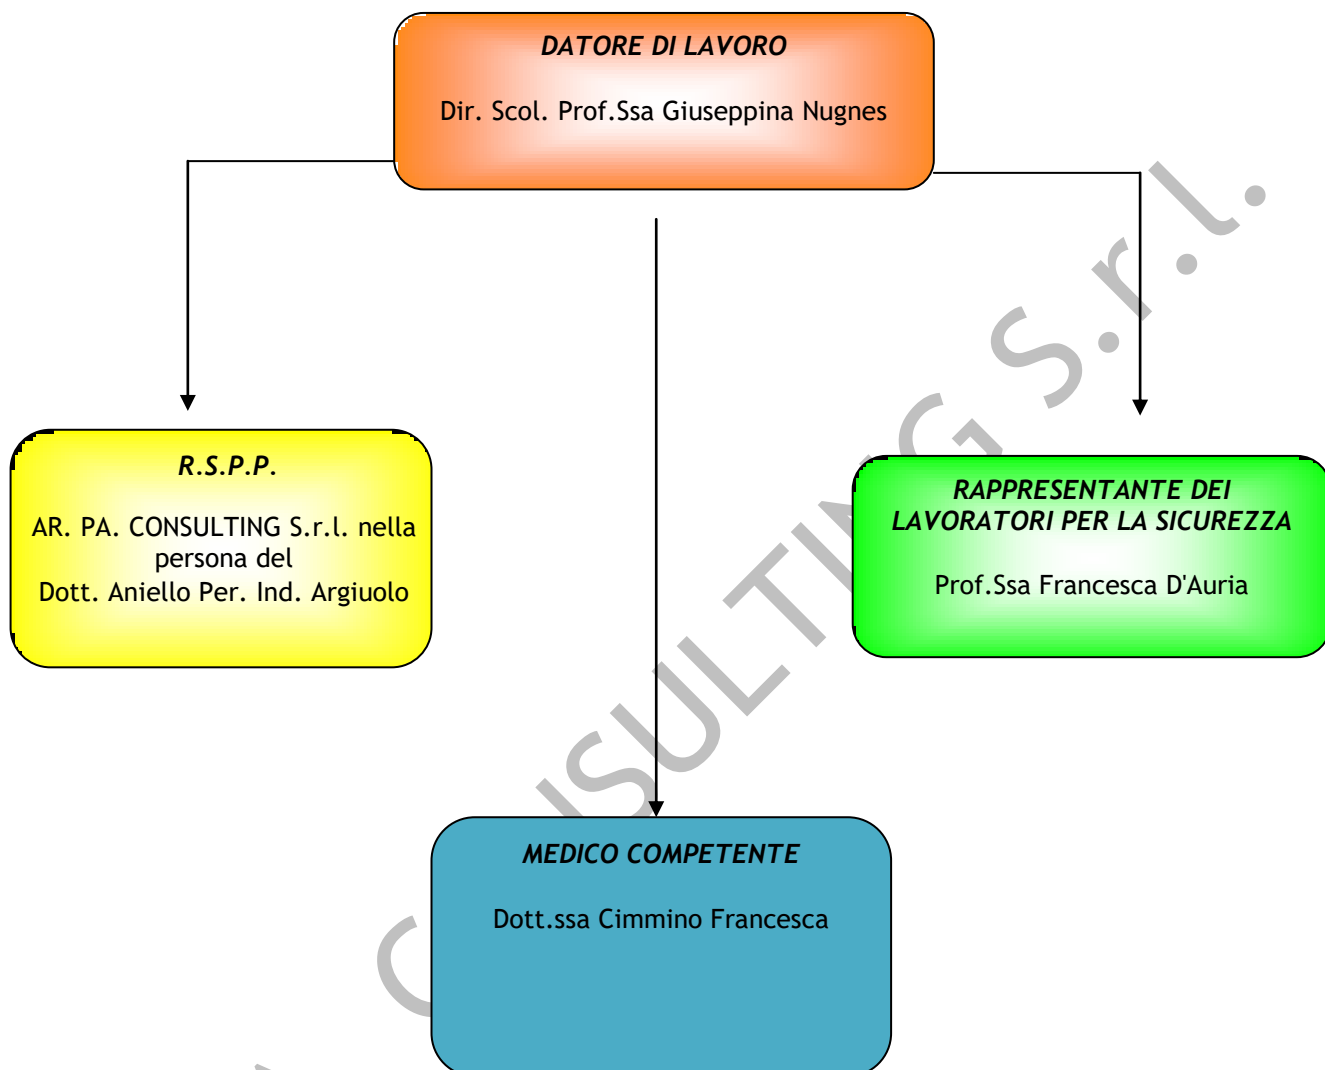 DATORE DI LAVORO
Dir. Scol. Prof.Ssa Giuseppina Nugnes
R.S.P.P.
AR. PA. CONSULTING S.r.l. nella
persona del
Dott. Aniello Per. Ind. Argiuolo
RAPPRESENTANTE DEI
LAVORATORI PER LA SICUREZZA
Prof.Ssa Francesca D'Auria
MEDICO COMPETENTE
Dott.ssa Cimmino Francesca
CONSULTING S.r.l.